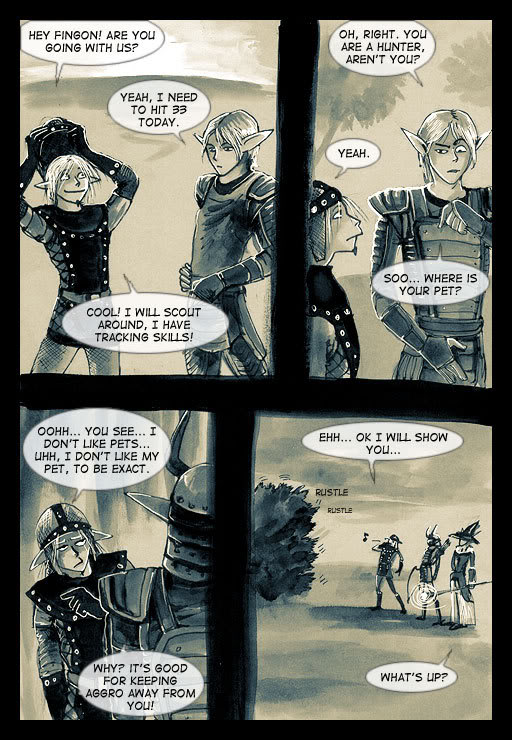 HEY FINGON! ARE YOU
GOING WITH US?
YEAH, I NEED
TO HIT 33
TODAY.
COOL! I WILL SCOUT
AROUND, I HAVE
TRACKING SKILLS!
OH, RIGHT. YOU
ARE A HUNTER,
AREN'T YOU?
YEAH.
SOO... WHERE IS
YOUR PET?
OOHH... YOU SEE... I
DON'T LIKE PETS...
UHH, I DON'T LIKE MY
PET, TO BE EXACT.
WHY? IT'S GOOD
FOR KEEPING
AGGRO AWAY FROM
YOU!
EHH... OK I WILL SHOW
YOU...
RUSTLE
RUSTLE
WHAT'S UP?